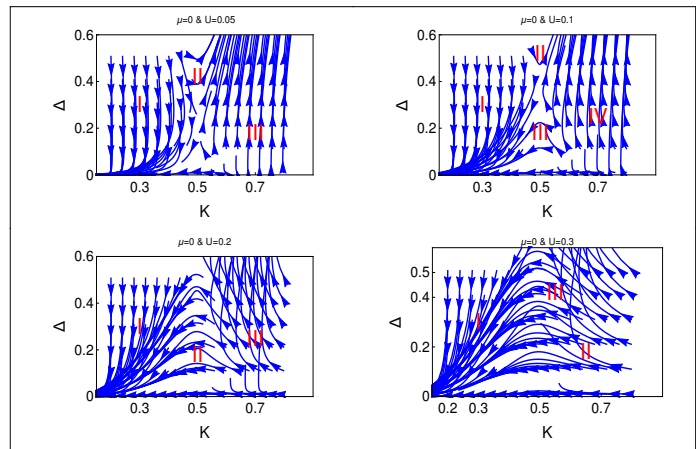 μ=0 & U=0.05
0.6
0.4
Δ
0.2
0
0.3 0.5 0.7
K
I
II
III
μ=0 & U=0.1
0.6
0.4
Δ
0.2
0
0.3 0.5 0.7
K
I
II
III
IV
μ=0 & U=0.2
0.6
0.4
Δ
0.2
0
0.3 0.5 0.7
K
I
II
III
μ=0 & U=0.3
0.5
0.4
Δ
0.2
0
0.2 0.3 0.5 0.7
K
I
III
II